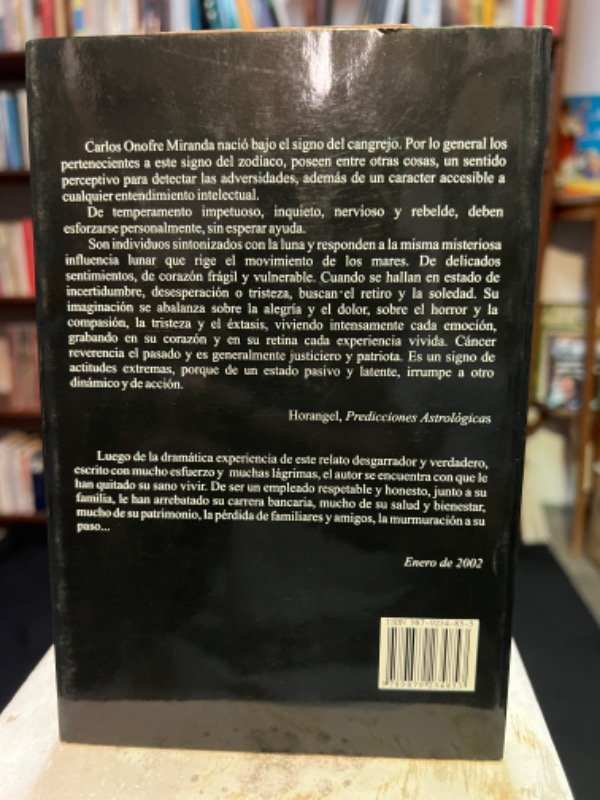 Carlos Onofre Miranda nació bajo el signo del cangrejo. Por lo general los
pertenecientes a este signo del zodíaco, poseen entre otras cosas, un sentido
perceptivo para detectar las adversidades, además de un caracter accesible a
cualquier entendimiento intelectual.
De temperamento impetuoso, inquieto, nervioso y rebelde, deben
esforzarse personalmente, sin esperar ayuda.
Son individuos sintonizados con la luna y responden a la misma misteriosa
influencia lunar que rige el movimiento de los mares. De delicados
sentimientos, de corazón frágil y vulnerable. Cuando se hallan en estado de
incertidumbre, desesperación o tristeza, buscan el retiro y la soledad. Su
imaginación se abalanza sobre la alegría y el dolor, sobre el horror y la
compasión, la tristeza y el éxtasis, viviendo intensamente cada emoción,
grabando en su corazón y en su retina cada experiencia vivida. Cáncer
reverencia el pasado y es generalmente justiciero y patriota. Es un signo de
actitudes extremas, porque de un estado pasivo y latente, irrumpe a otro
dinámico y de acción.
Horangel, Predicciones Astrológicas
Luego de la dramática experiencia de este relato desgarrador y verdadero,
escrito con mucho esfuerzo y muchas lágrimas, el autor se encuentra con que le
han quitado su sano vivir. De ser un empleado respetable y honesto, junto a su
familia, le han arrebatado su carrera bancaria, mucho de su salud y bienestar,
mucho de su patrimonio, la pérdida de familiares y amigos, la murmuración a su
paso...
Enero de 2002
ISBN 987-9234-85-5